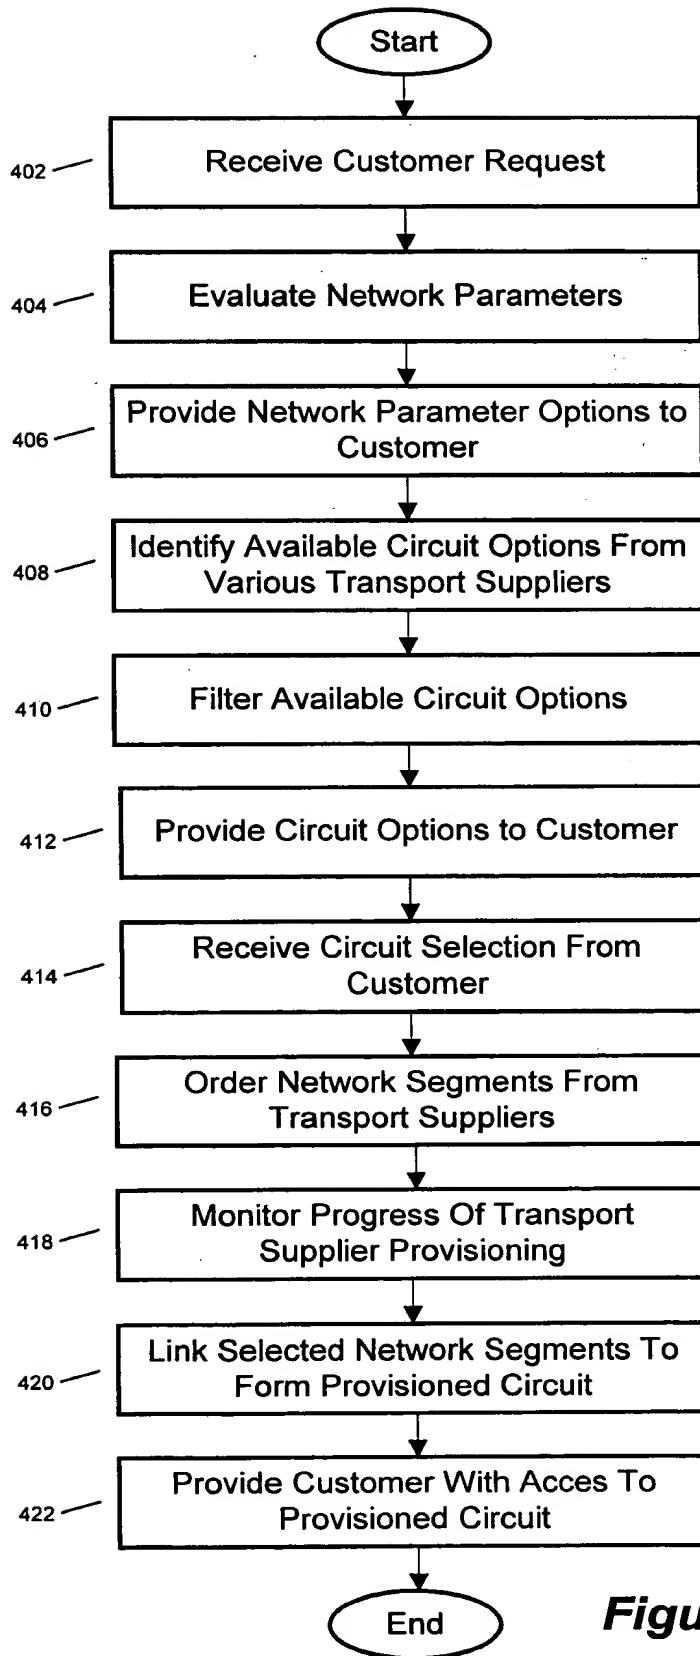 Start
402
Receive Customer Request
404
Evaluate Network Parameters
406
Provide Network Parameter Options to
Customer
408
Identify Available Circuit Options From
Various Transport Suppliers
410
Filter Available Circuit Options
412
Provide Circuit Options to Customer
414
Receive Circuit Selection From
Customer
416
Order Network Segments From
Transport Suppliers
418
Monitor Progress Of Transport
Supplier Provisioning
420
Link Selected Network Segments To
Form Provisioned Circuit
422
Provide Customer With Acces To
Provisioned Circuit
End
Figu